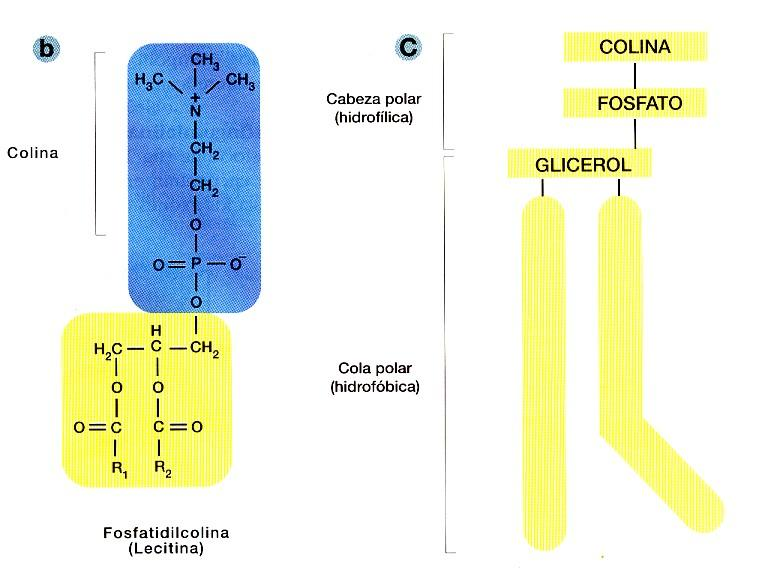 b
CH₃
H₃C
CH₃
+
N
CH₂
CH₂
O
O=P—O⁻
O
Colina
H
H₂C—C—CH₂
O O
O=C C=O
R₁ R₂
Fosfatidilcolina
(Lecitina)
C
COLINA
FOSFATO
GLICEROL
Cabeza polar
(hidrofílica)
Cola polar
(hidrofóbica)